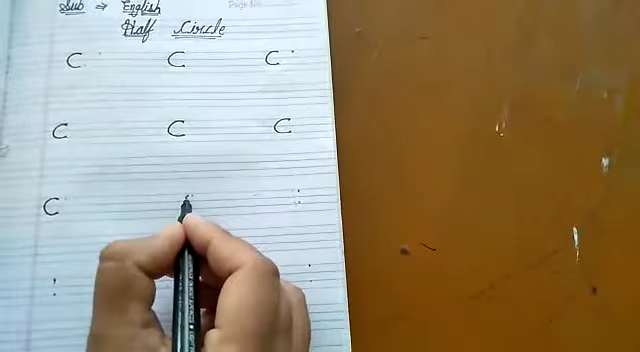 Sub → English
Half Circle
C C C
C C C
C